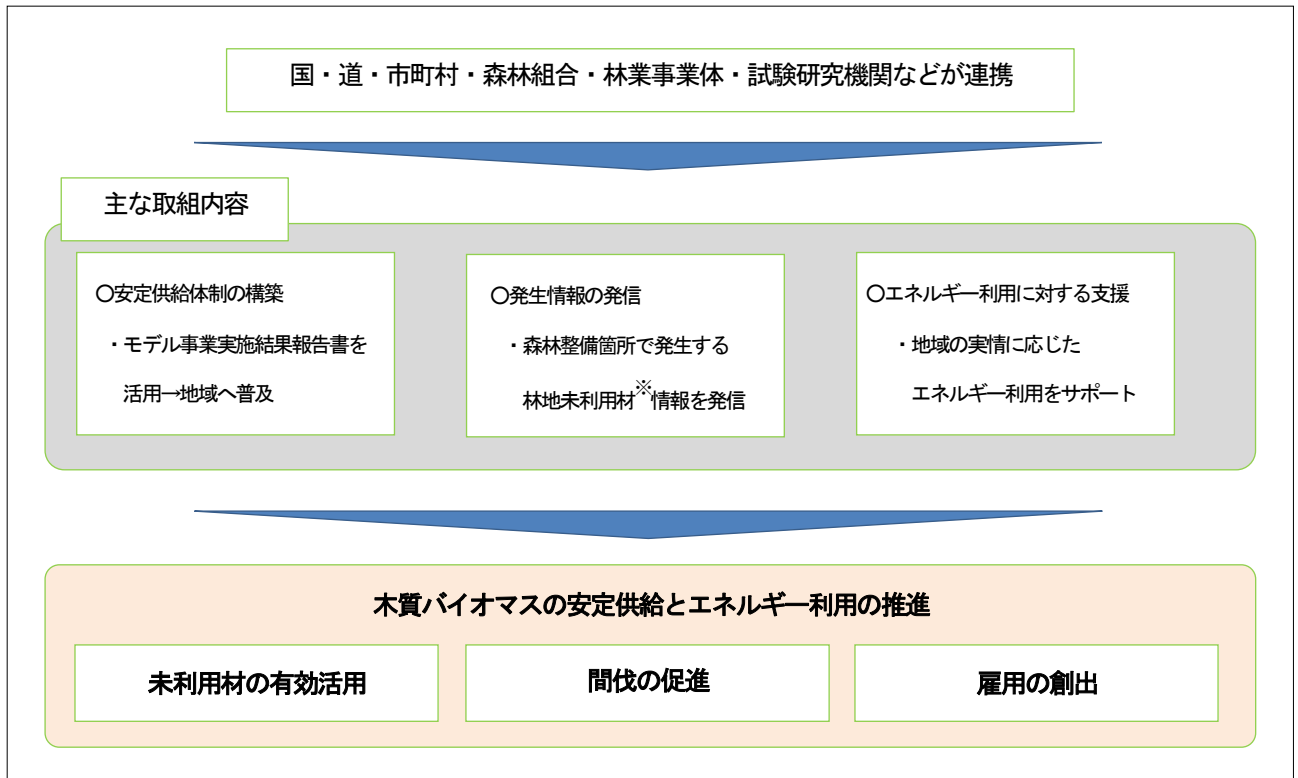 国・道・市町村・森林組合・林業事業体・試験研究機関などが連携
主な取組内容
○安定供給体制の構築
・モデル事業実施結果報告書を
活用→地域へ普及
○発生情報の発信
・森林整備箇所で発生する
林地未利用材※情報を発信
○エネルギー利用に対する支援
・地域の実情に応じた
エネルギー利用をサポート
木質バイオマスの安定供給とエネルギー利用の推進
未利用材の有効活用
間伐の促進
雇用の創出